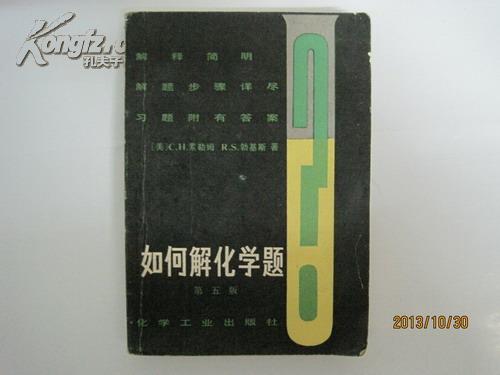 Kongfz.com
孔夫子
解释简明
解题步骤详尽
习题附有答案
〔美〕C.H.索勒姆 R.S.勃基斯 著
如何解化学题
第五版
化学工业出版社
2013/10/30